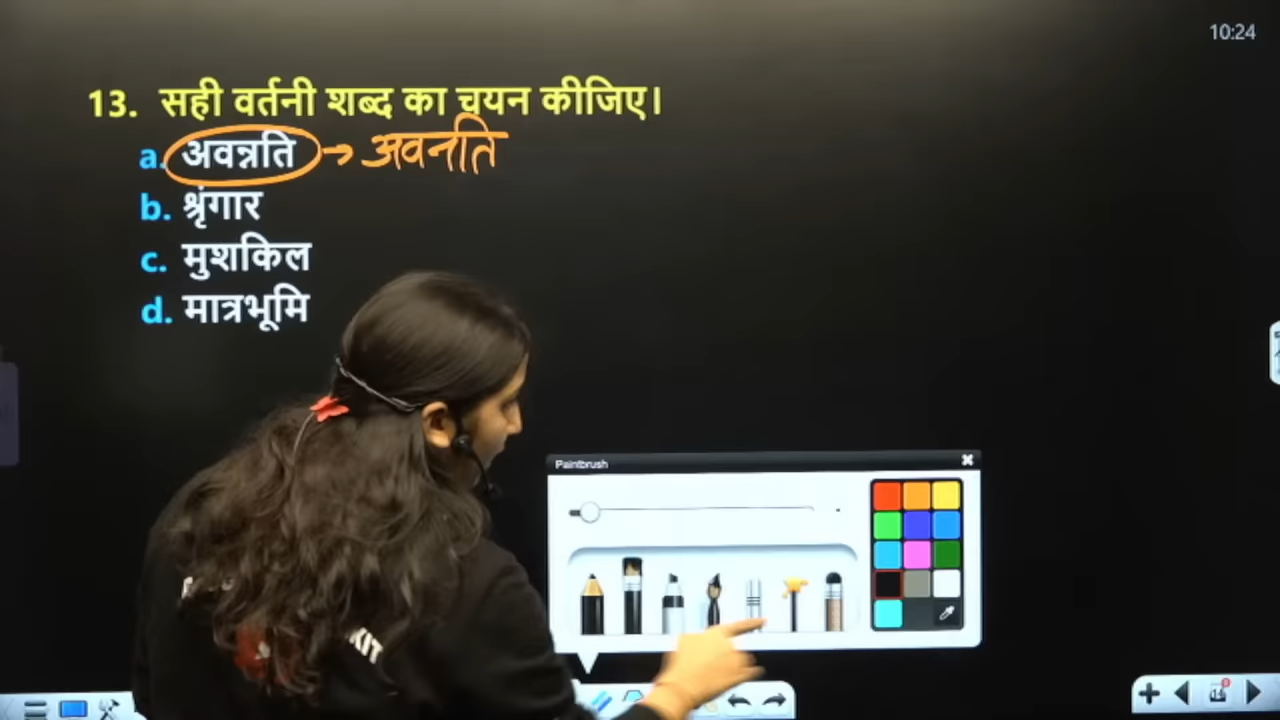 10:24
13. सही वर्तनी शब्द का चयन कीजिए।
a. अवन्नति → अवनति
b. श्रृंगार
c. मुशकिल
d. मात्रभूमि
Paintbrush
KIT